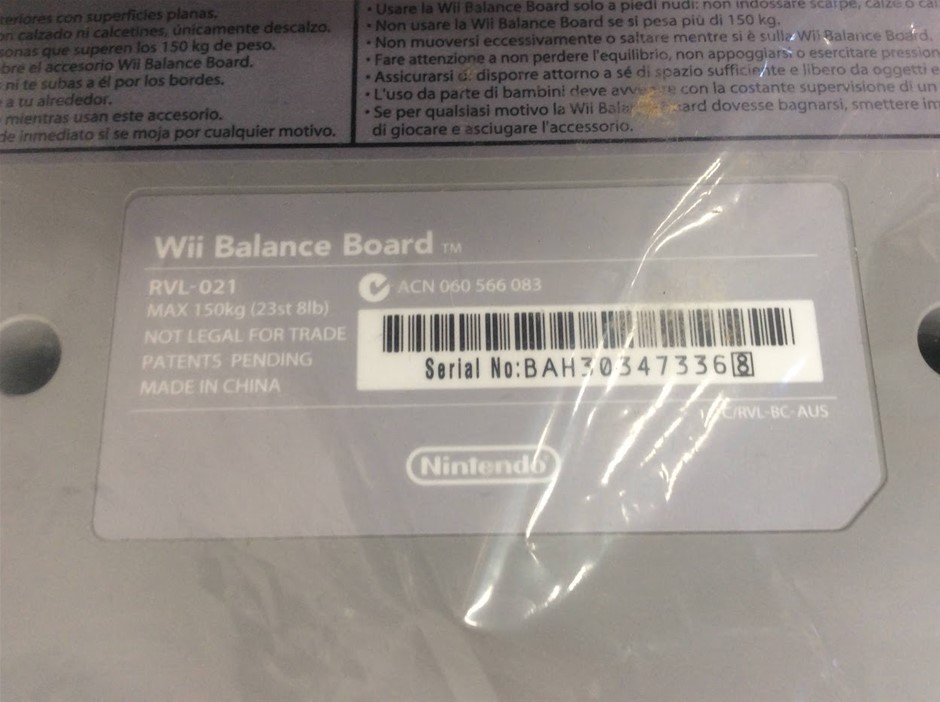 teriores con superficies planas.
on calzado ni calcetines, únicamente descalzo.
sonas que superen los 150 kg de peso.
bre el accesorio Wii Balance Board.
ni te subas a él por los bordes.
a tu alrededor.
mientras usan este accesorio.
de inmediato si se moja por cualquier motivo.
• Usare la Wii Balance Board solo a piedi nudi: non indossare scarpe, calze o cal
• Non usare la Wii Balance Board se si pesa più di 150 kg.
• Non muoversi eccessivamente o saltare mentre si è sulla Wii Balance Board.
• Fare attenzione a non perdere l'equilibrio, non appoggiarsi o esercitare pression
• Assicurarsi di disporre attorno a sé di spazio sufficiente e libero da oggetti e
• L'uso da parte di bambini deve avvenire con la costante supervisione di un
• Se per qualsiasi motivo la Wii Balance Board dovesse bagnarsi, smettere im
di giocare e asciugare l'accessorio.
Wii Balance Board TM
RVL-021
ACN 060 566 083
MAX 150kg (23st 8lb)
NOT LEGAL FOR TRADE
PATENTS PENDING
MADE IN CHINA
Serial No:BAH303473368
C/RVL-BC-AUS
Nintendo